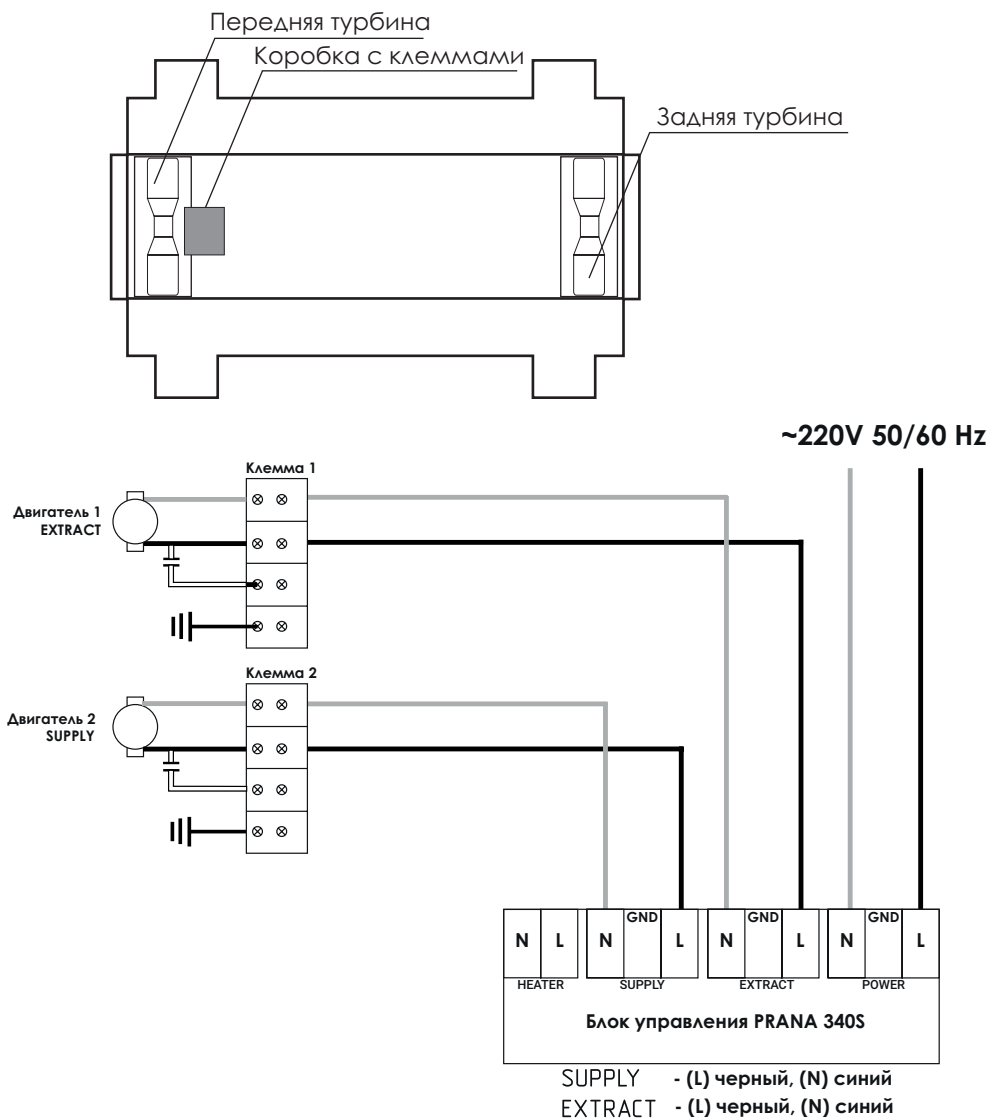 Передняя турбина
Коробка с клеммами
Задняя турбина
~220V 50/60 Hz
Клемма 1
Двигатель 1
EXTRACT
Клемма 2
Двигатель 2
SUPPLY
N L N GND L N GND L N GND L
HEATER SUPPLY EXTRACT POWER
Блок управления PRANA 340S
SUPPLY - (L) черный, (N) синий
EXTRACT - (L) черный, (N) синий